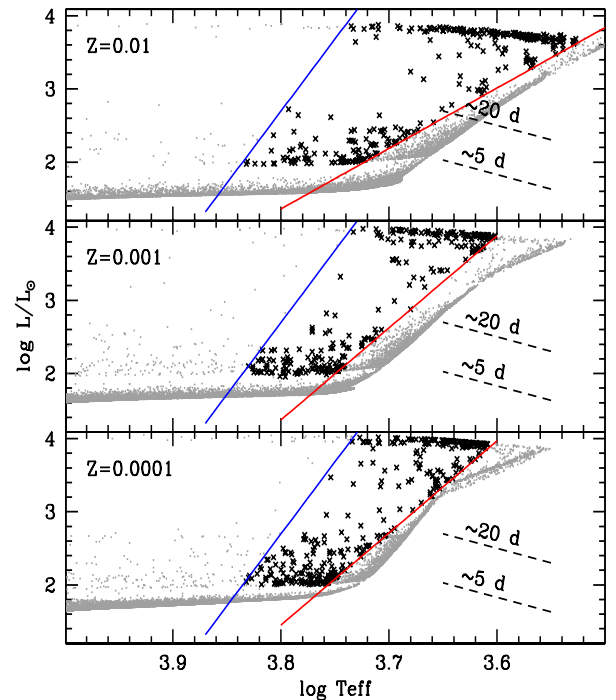 4
Z=0.01
3
~20 d
2
~5 d
4
Z=0.001
log L/L⊙
3
~20 d
2
~5 d
4
Z=0.0001
3
~20 d
2
~5 d
3.9 3.8 3.7 3.6
log Teff